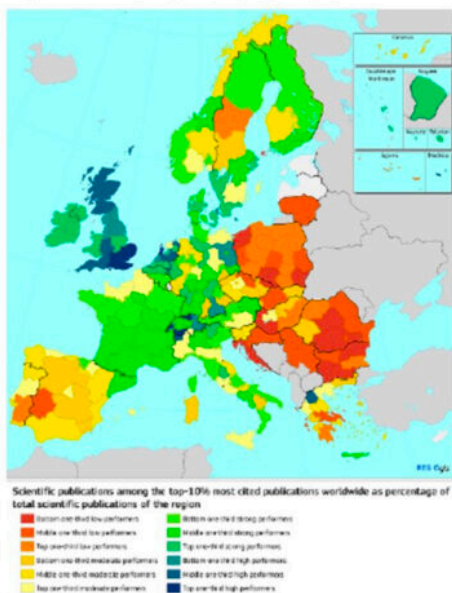 Scientific publications among the top-10% most cited publications worldwide as percentage of
total scientific publications of the region
Bottom one-third low performers
Middle one-third low performers
Top one-third low performers
Bottom one-third moderate performers
Middle one-third moderate performers
Top one-third moderate performers
Bottom one-third strong performers
Middle one-third strong performers
Top one-third strong performers
Bottom one-third high performers
Middle one-third high performers
Top one-third high performers